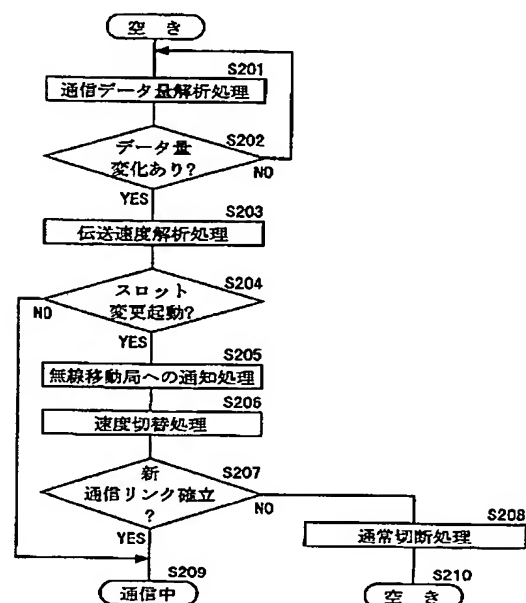 空き
S201
通信データ量解析処理
S202
データ量
変化あり?
NO
YES
S203
伝送速度解析処理
S204
スロット
変更起動?
NO
YES
S205
無線移動局への通知処理
S206
速度切替処理
S207
新
通信リンク確立
?
NO
YES
S208
通常切断処理
S209
通信中
S210
空き